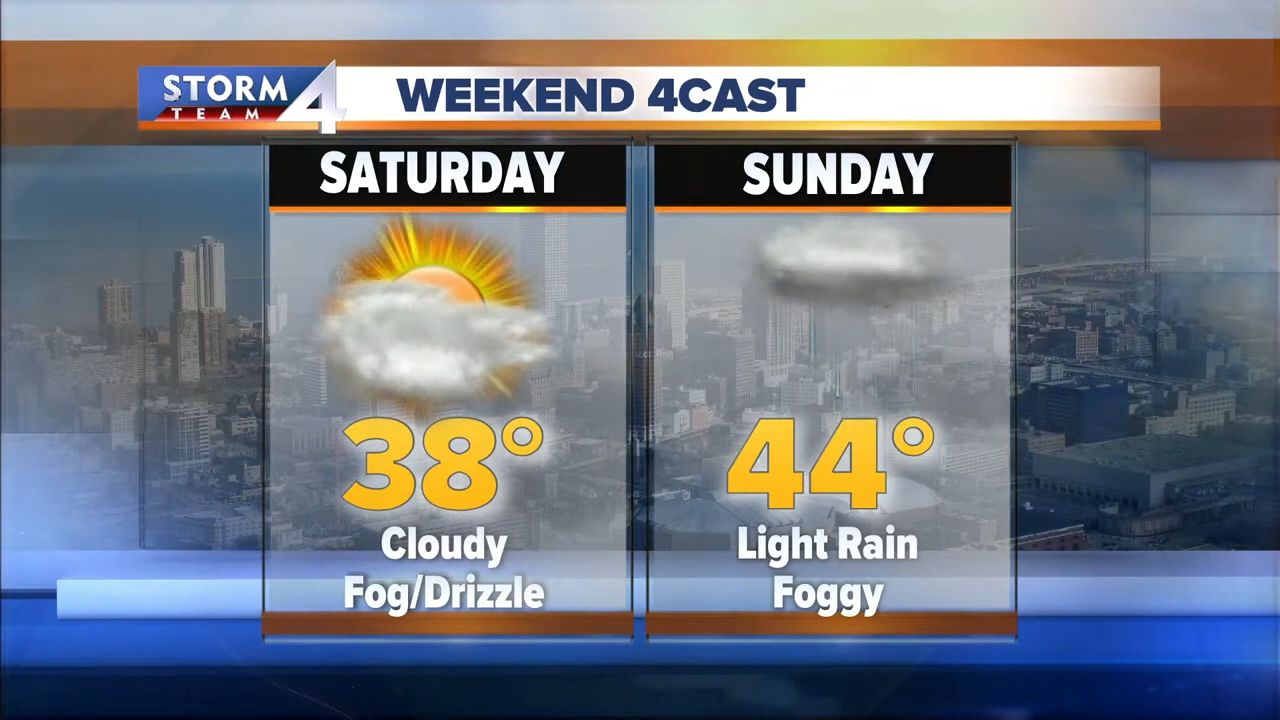 STORM
TEAM 4
WEEKEND 4CAST
SATURDAY
38°
Cloudy
Fog/Drizzle
SUNDAY
44°
Light Rain
Foggy